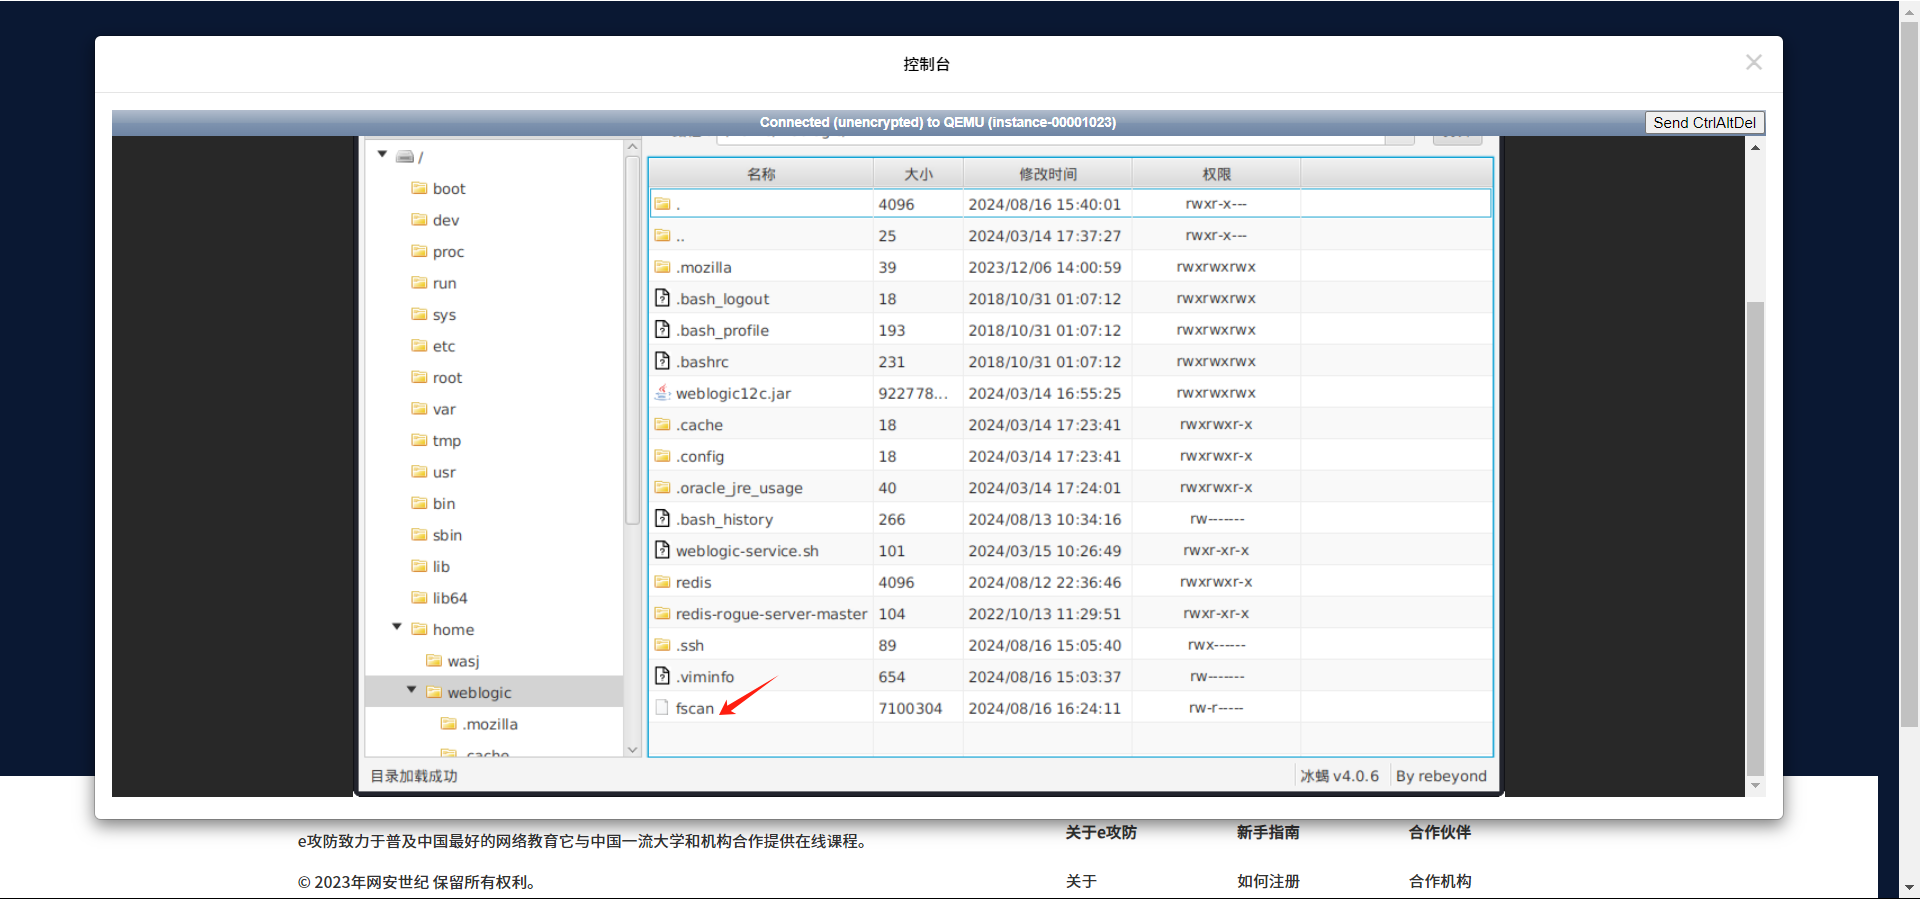 控制台
Connected (unencrypted) to QEMU (instance-00001023)
Send CtrlAltDel
/
boot
dev
proc
run
sys
etc
root
var
tmp
usr
bin
sbin
lib
lib64
home
wasj
weblogic
.mozilla
.cache
名称 大小 修改时间 权限
. 4096 2024/08/16 15:40:01 rwxr-x---
.. 25 2024/03/14 17:37:27 rwxr-x---
.mozilla 39 2023/12/06 14:00:59 rwxrwxrwx
.bash_logout 18 2018/10/31 01:07:12 rwxrwxrwx
.bash_profile 193 2018/10/31 01:07:12 rwxrwxrwx
.bashrc 231 2018/10/31 01:07:12 rwxrwxrwx
weblogic12c.jar 922778... 2024/03/14 16:55:25 rwxrwxrwx
.cache 18 2024/03/14 17:23:41 rwxrwxr-x
.config 18 2024/03/14 17:23:41 rwxrwxr-x
.oracle_jre_usage 40 2024/03/14 17:24:01 rwxrwxr-x
.bash_history 266 2024/08/13 10:34:16 rw-------
weblogic-service.sh 101 2024/03/15 10:26:49 rwxr-xr-x
redis 4096 2024/08/12 22:36:46 rwxrwxr-x
redis-rogue-server-master 104 2022/10/13 11:29:51 rwxr-xr-x
.ssh 89 2024/08/16 15:05:40 rwx------
.viminfo 654 2024/08/16 15:03:37 rw-------
fscan 7100304 2024/08/16 16:24:11 rw-r-----
目录加载成功
冰蝎 v4.0.6 By rebeyond
e攻防致力于普及中国最好的网络教育它与中国一流大学和机构合作提供在线课程。
© 2023年网安世纪 保留所有权利。
关于e攻防 新手指南 合作伙伴
关于 如何注册 合作机构